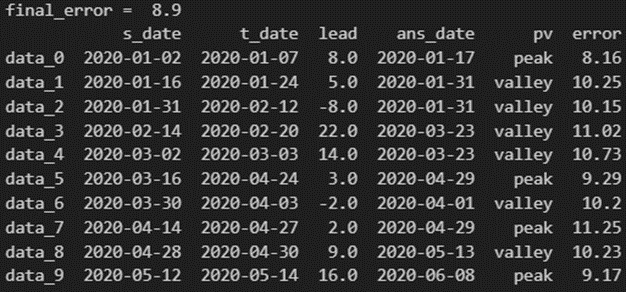 final_error =  8.9
            s_date      t_date  lead    ans_date      pv  error
data_0  2020-01-02  2020-01-07   8.0  2020-01-17    peak   8.16
data_1  2020-01-16  2020-01-24   5.0  2020-01-31  valley  10.25
data_2  2020-01-31  2020-02-12  -8.0  2020-01-31  valley  10.15
data_3  2020-02-14  2020-02-20  22.0  2020-03-23  valley  11.02
data_4  2020-03-02  2020-03-03  14.0  2020-03-23  valley  10.73
data_5  2020-03-16  2020-04-24   3.0  2020-04-29    peak   9.29
data_6  2020-03-30  2020-04-03  -2.0  2020-04-01  valley   10.2
data_7  2020-04-14  2020-04-27   2.0  2020-04-29    peak  11.25
data_8  2020-04-28  2020-04-30   9.0  2020-05-13  valley  10.23
data_9  2020-05-12  2020-05-14  16.0  2020-06-08    peak   9.17